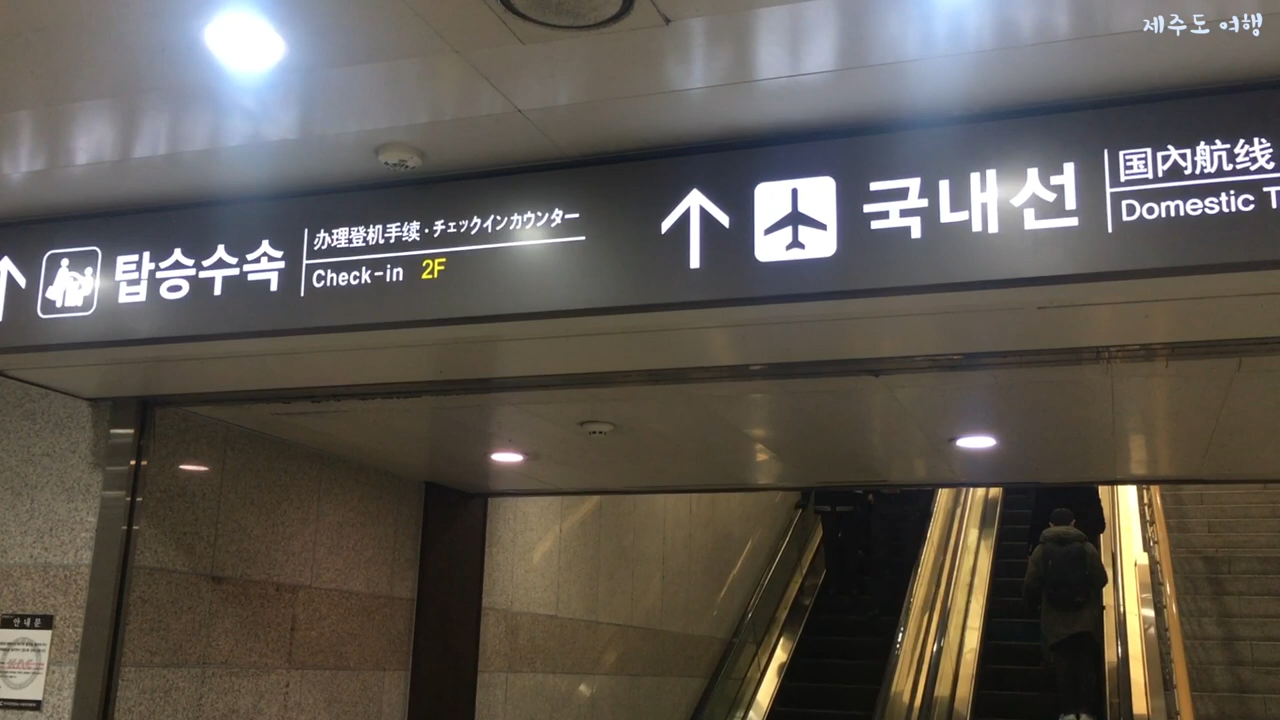 제주도 여행
탑승수속
办理登机手续·チェックインカウンター
Check-in 2F
국내선
国内航线
Domestic T
안내문